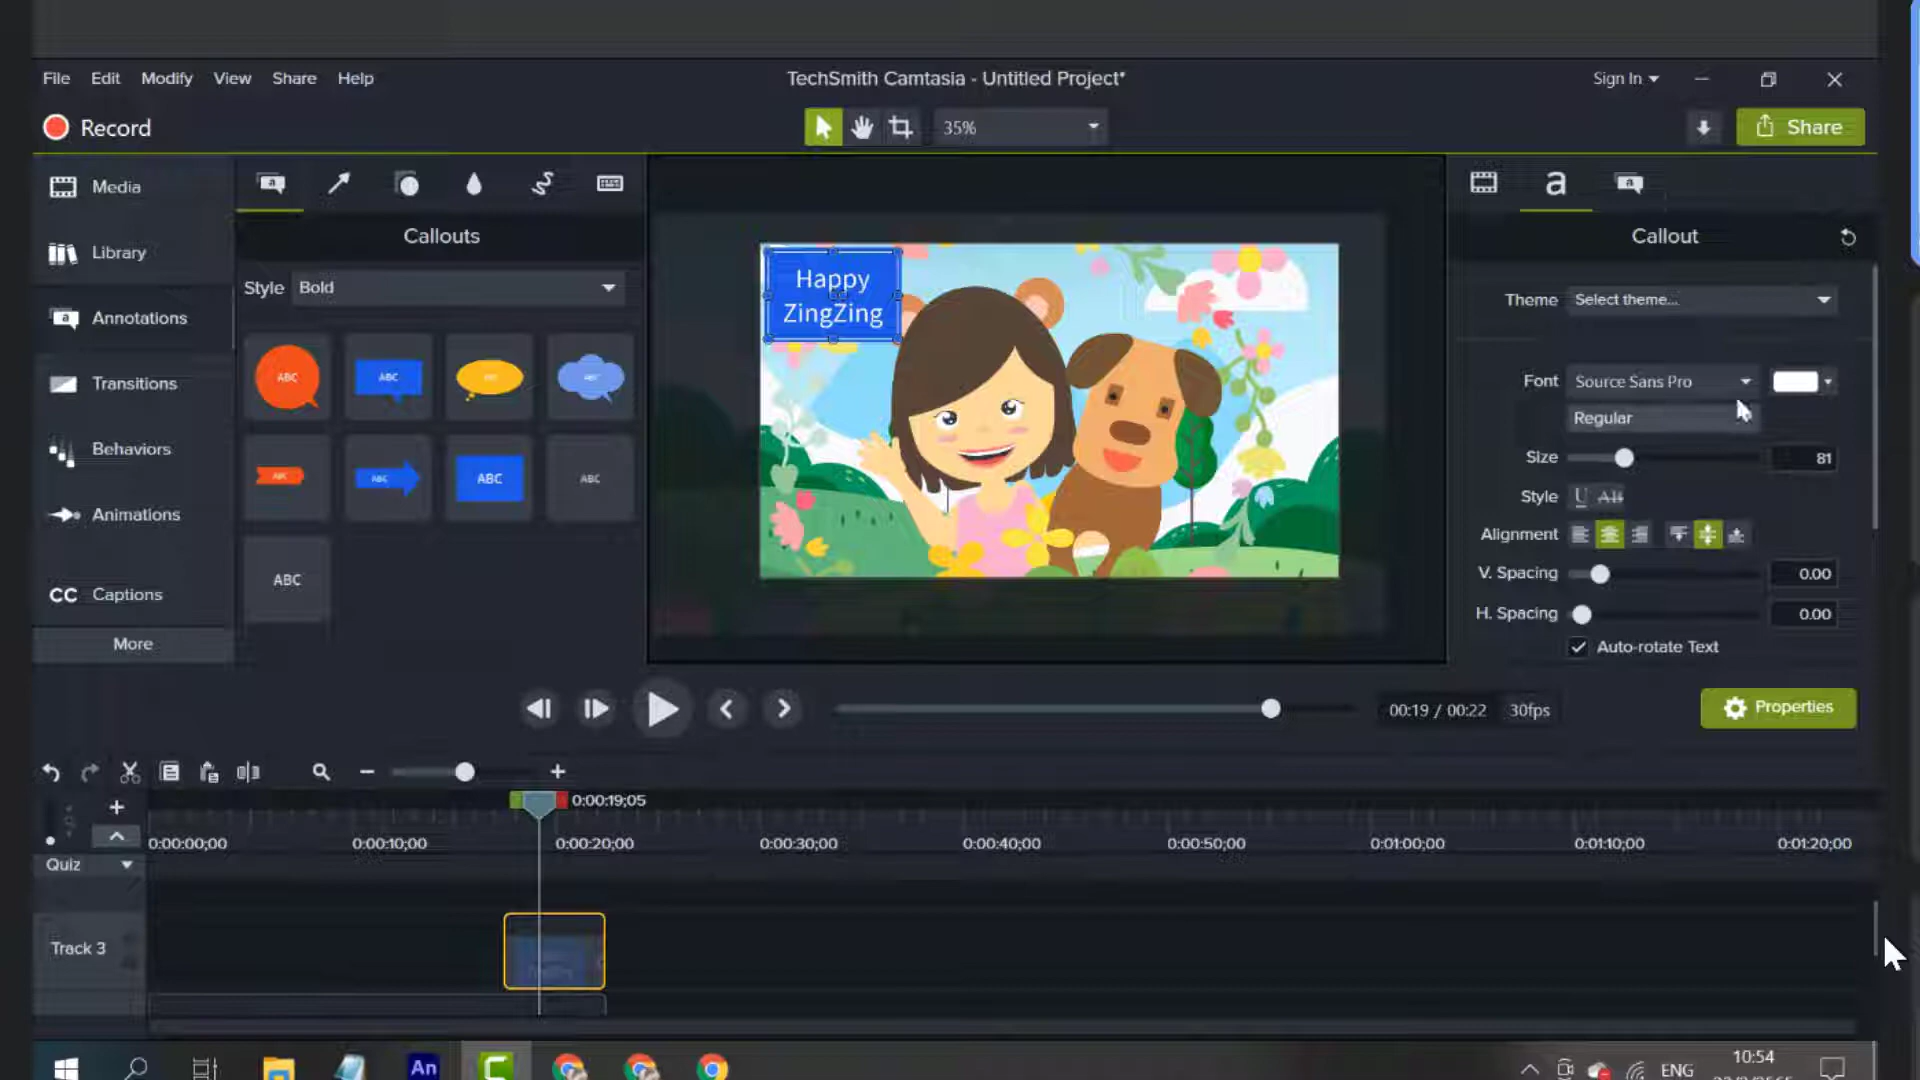 File Edit Modify View Share Help
TechSmith Camtasia - Untitled Project*
Sign In
Record
35%
Share
Media
Library
Annotations
Transitions
Behaviors
Animations
CC Captions
More
Callouts
Style Bold
ABC ABC ABC
ABC ABC ABC ABC
ABC
Happy
ZingZing
a
Callout
Theme Select theme...
Font Source Sans Pro
Regular
Size 81
Style U Ab
Alignment
V. Spacing 0.00
H. Spacing 0.00
Auto-rotate Text
00:19 / 00:22 30fps
Properties
0:00:19;05
0:00:00;00 0:00:10;00 0:00:20;00 0:00:30;00 0:00:40;00 0:00:50;00 0:01:00;00 0:01:10;00 0:01:20;00
Quiz
Track 3
An
ENG
10:54